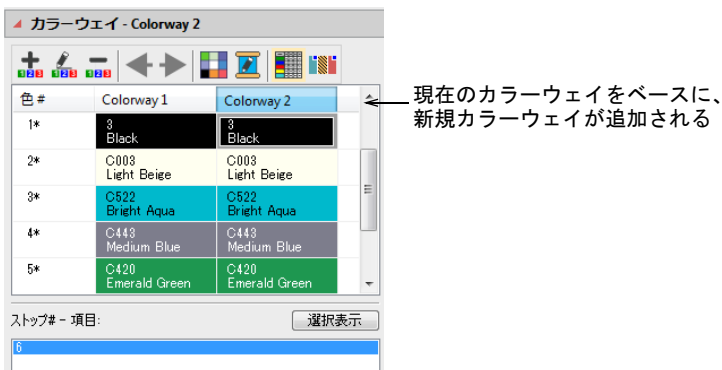 カラーウェイ - Colorway 2
色 # Colorway 1 Colorway 2
1* 3 3
Black Black
2* C003 C003
Light Beige Light Beige
3* C522 C522
Bright Aqua Bright Aqua
4* C443 C443
Medium Blue Medium Blue
5* C420 C420
Emerald Green Emerald Green
ストップ# - 項目: 選択表示
6
現在のカラーウェイをベースに、
新規カラーウェイが追加される